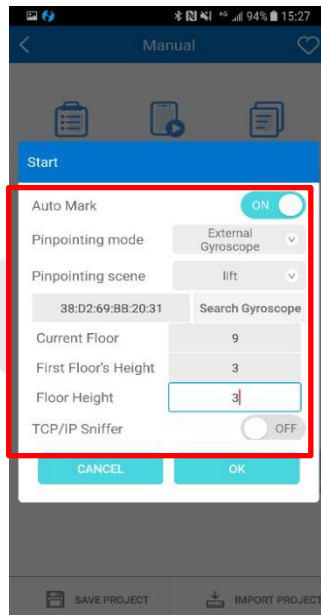 4G 94% 15:27
Manual
Start
Auto Mark ON
Pinpointing mode External Gyroscope
Pinpointing scene lift
38:D2:69:BB:20:31 Search Gyroscope
Current Floor 9
First Floor's Height 3
Floor Height 3
TCP/IP Sniffer OFF
CANCEL OK
SAVE PROJECT IMPORT PROJECT